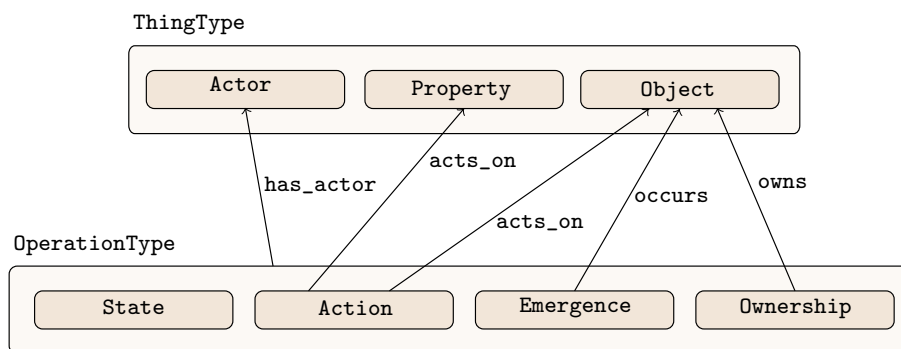 ThingType
Actor
Property
Object
has_actor
acts_on
acts_on
occurs
owns
OperationType
State
Action
Emergence
Ownership